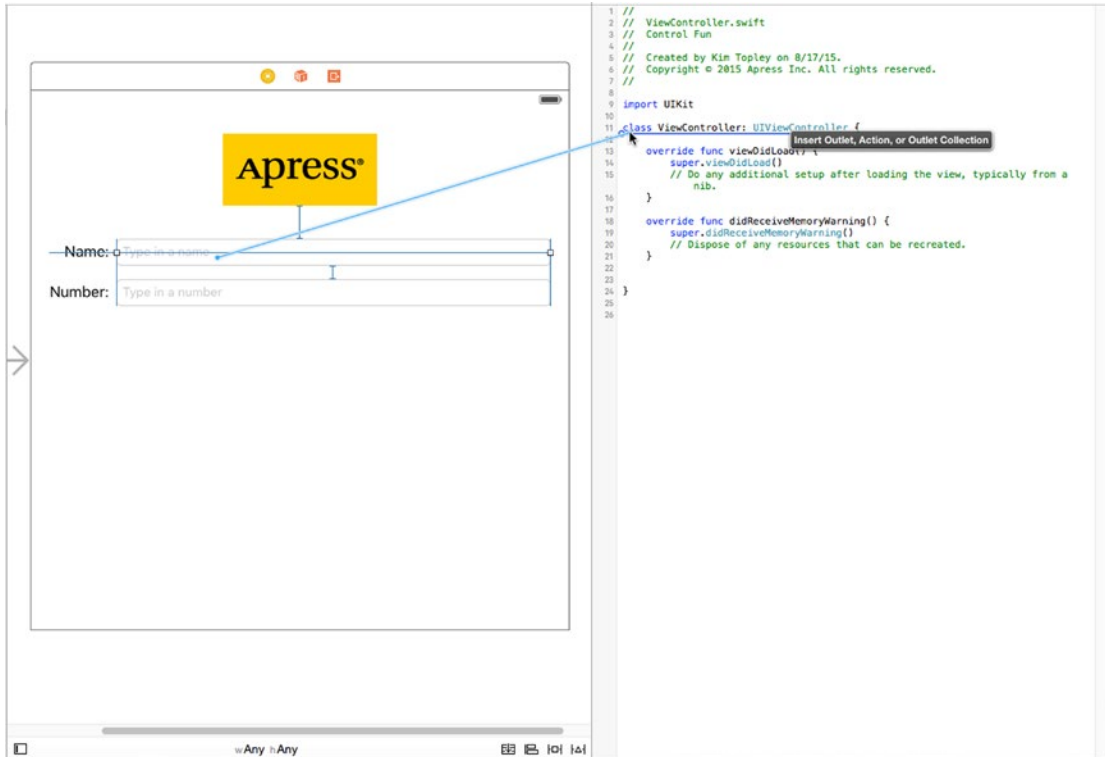 Apress®
Name:
Type in a name
Number:
Type in a number
wAny hAny
1 //
2 // ViewController.swift
3 // Control Fun
4 //
5 // Created by Kim Topley on 8/17/15.
6 // Copyright © 2015 Apress Inc. All rights reserved.
7 //
8
9 import UIKit
10
11 class ViewController: UIViewController {
12
Insert Outlet, Action, or Outlet Collection
13 override func viewDidLoad() {
14 super.viewDidLoad()
15 // Do any additional setup after loading the view, typically from a
nib.
16 }
17
18 override func didReceiveMemoryWarning() {
19 super.didReceiveMemoryWarning()
20 // Dispose of any resources that can be recreated.
21 }
22
23
24 }
25
26